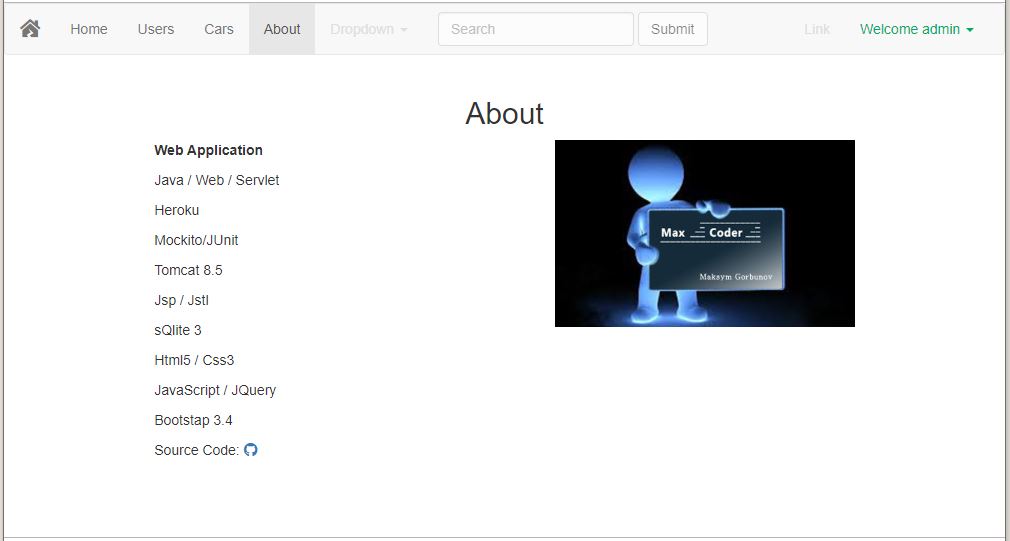 Home Users Cars About Dropdown Search Submit Link Welcome admin
About
Web Application
Java / Web / Servlet
Heroku
Mockito/JUnit
Tomcat 8.5
Jsp / Jstl
sQlite 3
Html5 / Css3
JavaScript / JQuery
Bootstap 3.4
Source Code:
Max Coder
Maksym Gorbunov